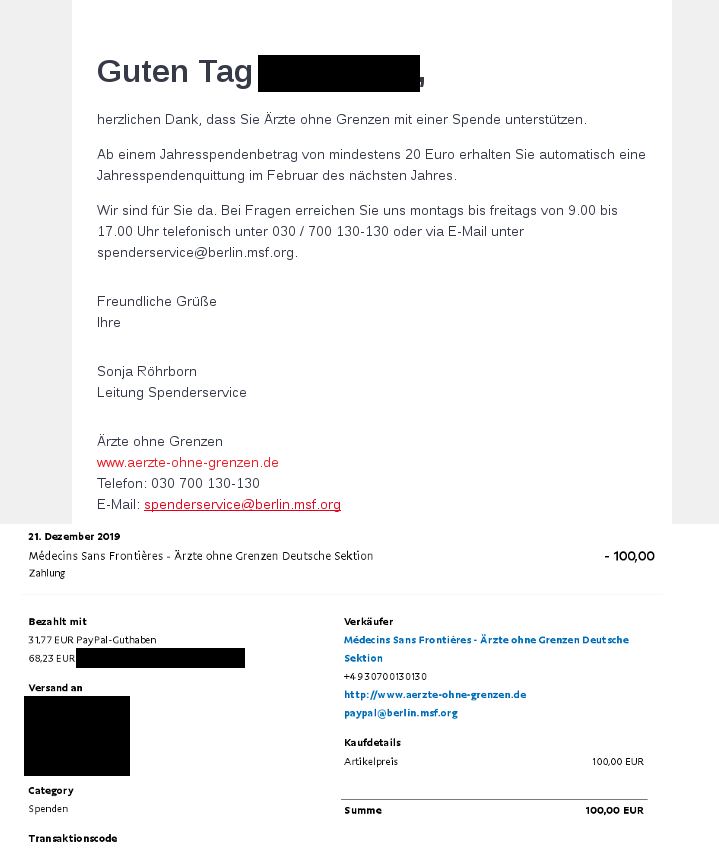 Guten Tag ,
herzlichen Dank, dass Sie Ärzte ohne Grenzen mit einer Spende unterstützen.
Ab einem Jahresspendenbetrag von mindestens 20 Euro erhalten Sie automatisch eine
Jahresspendenquittung im Februar des nächsten Jahres.
Wir sind für Sie da. Bei Fragen erreichen Sie uns montags bis freitags von 9.00 bis
17.00 Uhr telefonisch unter 030 / 700 130-130 oder via E-Mail unter
spenderservice@berlin.msf.org.
Freundliche Grüße
Ihre
Sonja Röhrborn
Leitung Spenderservice
Ärzte ohne Grenzen
www.aerzte-ohne-grenzen.de
Telefon: 030 700 130-130
E-Mail: spenderservice@berlin.msf.org
21. Dezember 2019
Médecins Sans Frontières - Ärzte ohne Grenzen Deutsche Sektion - 100,00
Zahlung
Bezahlt mit
31,77 EUR PayPal-Guthaben
68,23 EUR
Versand an
Category
Spenden
Transaktionscode
Verkäufer
Médecins Sans Frontières - Ärzte ohne Grenzen Deutsche
Sektion
+4930700130130
http://www.aerzte-ohne-grenzen.de
paypal@berlin.msf.org
Kaufdetails
Artikelpreis 100,00 EUR
Summe 100,00 EUR